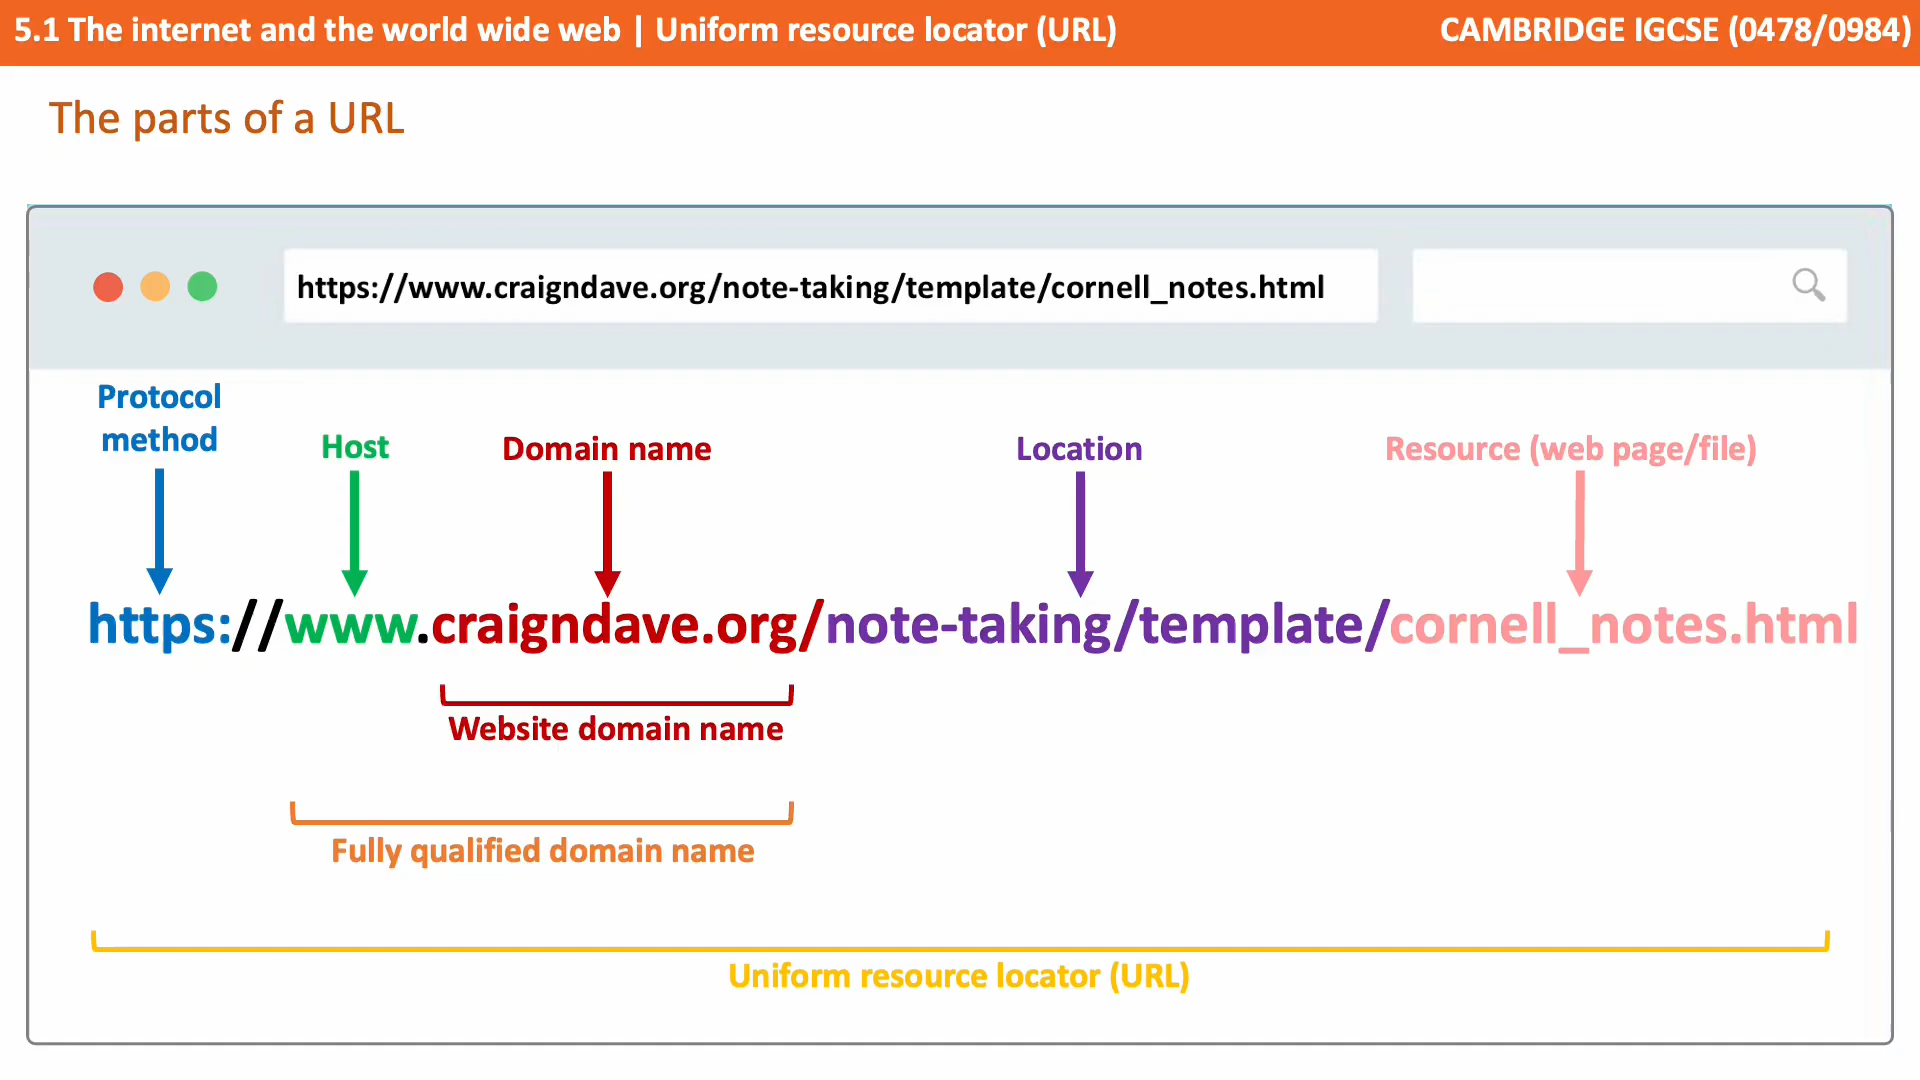 5.1 The internet and the world wide web | Uniform resource locator (URL)
CAMBRIDGE IGCSE (0478/0984)
The parts of a URL
https://www.craigndave.org/note-taking/template/cornell_notes.html
Protocol
method
Host
Domain name
Location
Resource (web page/file)
https://www.craigndave.org/note-taking/template/cornell_notes.html
Website domain name
Fully qualified domain name
Uniform resource locator (URL)